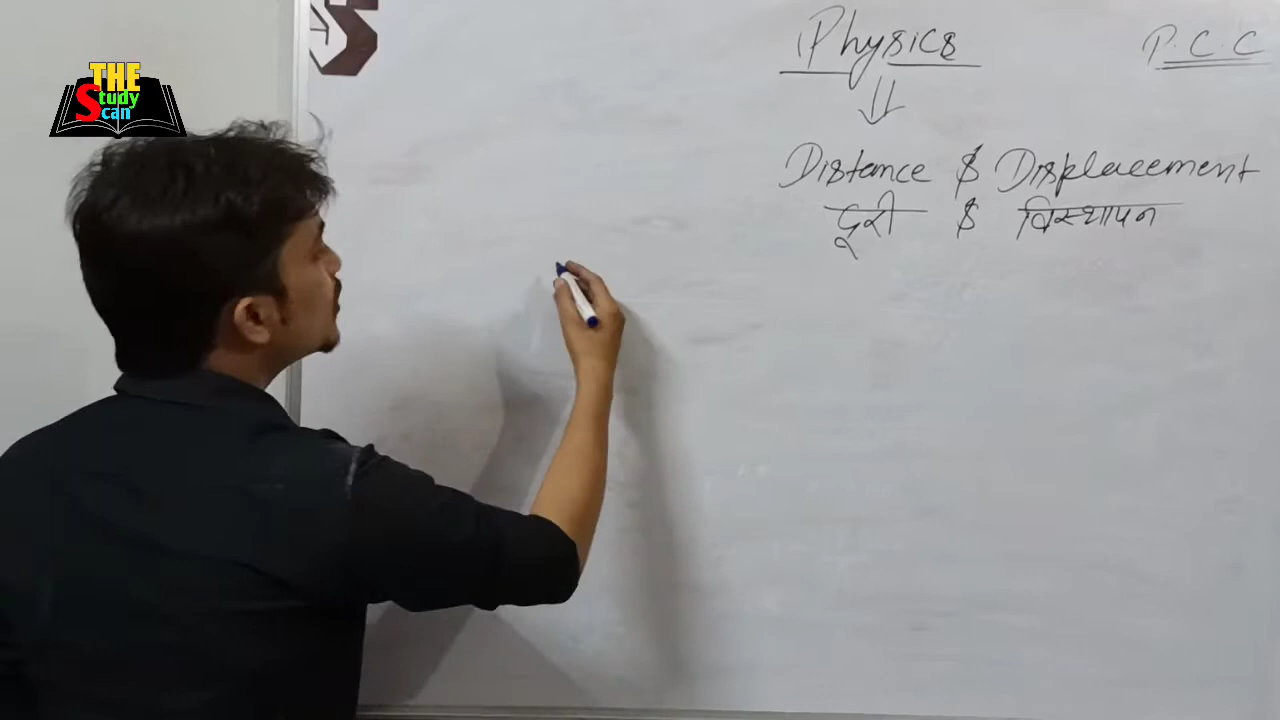 THE
Study
Scan
Physics
P.C.C
Distance & Displacement
दूरी & विस्थापन